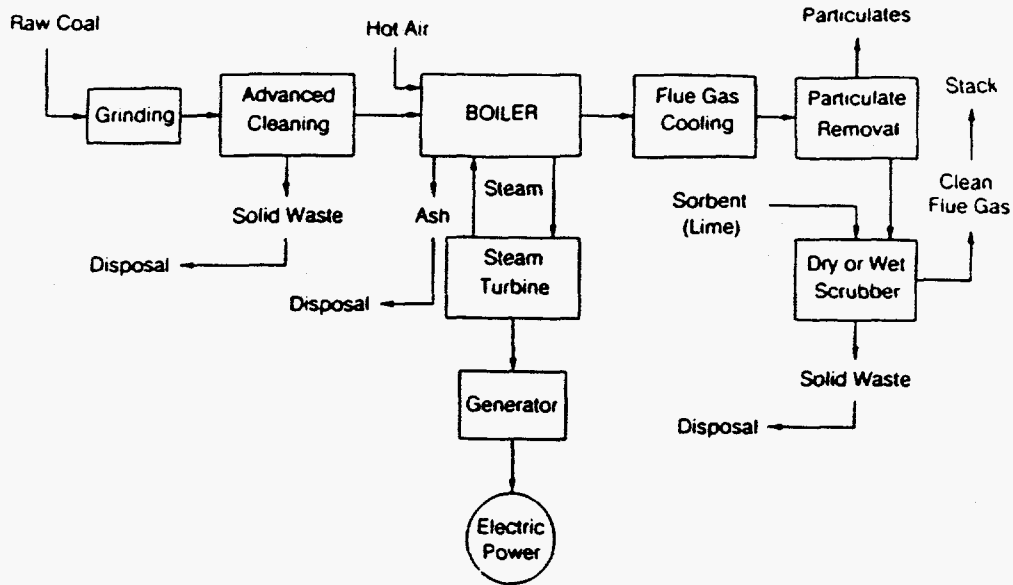 Raw Coal
Hot Air
Particulates
Grinding
Advanced
Cleaning
BOILER
Flue Gas
Cooling
Particulate
Removal
Stack
Solid Waste
Disposal
Ash
Disposal
Steam
Steam
Turbine
Sorbent
(Lime)
Clean
Flue Gas
Dry or Wet
Scrubber
Generator
Solid Waste
Disposal
Electric
Power